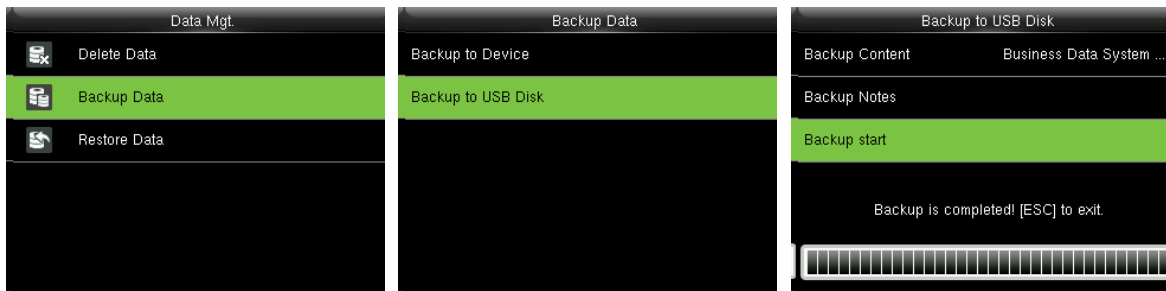 Data Mgt.
Delete Data
Backup Data
Restore Data
Backup Data
Backup to Device
Backup to USB Disk
Backup to USB Disk
Backup Content Business Data System ...
Backup Notes
Backup start
Backup is completed! [ESC] to exit.